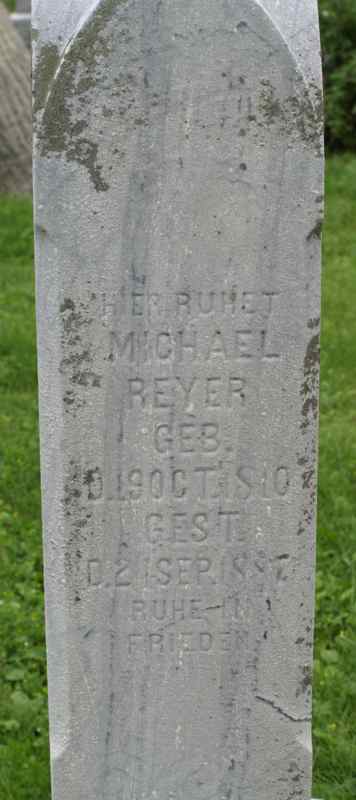 HIER RUHET
MICHAEL
REYER
GEB.
D. 19 OCT. 1810
GEST.
D. 21 SEP. 1887
RUHE IN
FRIEDEN